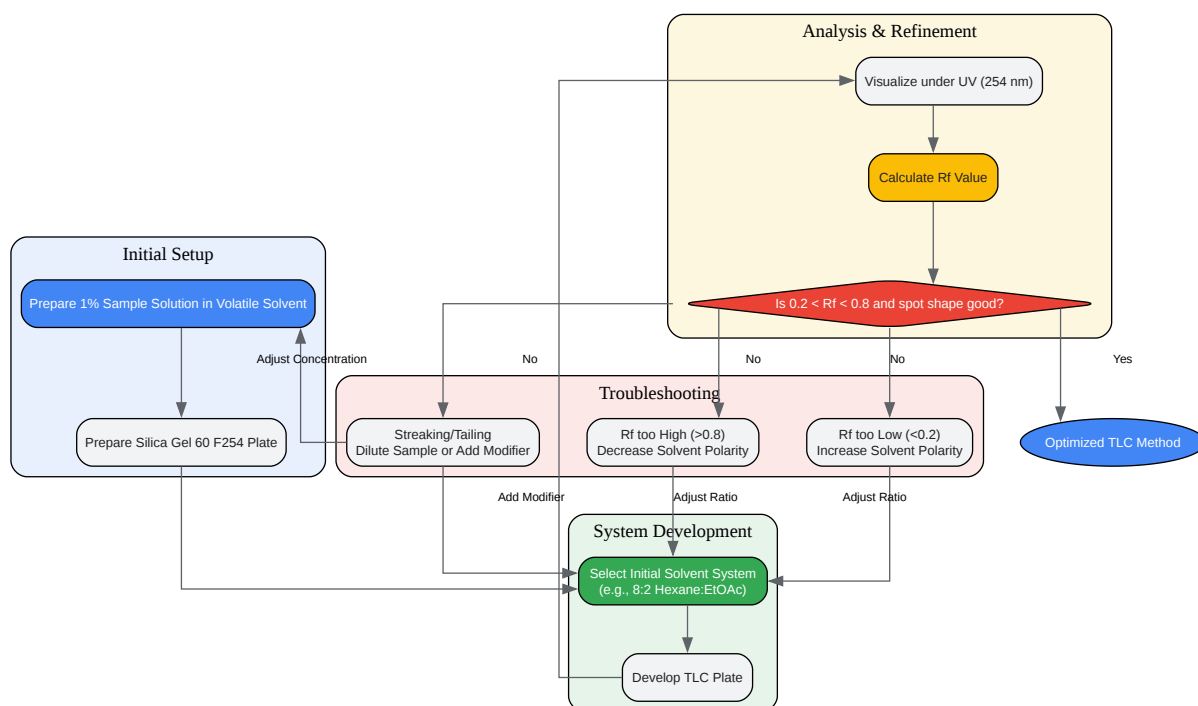 Analysis & Refinement
Visualize under UV (254 nm)
Calculate Rf Value
Is 0.2 < Rf < 0.8 and spot shape good?
Initial Setup
Prepare 1% Sample Solution in Volatile Solvent
Adjust Concentration
No
No
No
Yes
Prepare Silica Gel 60 F254 Plate
Troubleshooting
Streaking/Tailing
Dilute Sample or Add Modifier
Rf too High (>0.8)
Decrease Solvent Polarity
Rf too Low (<0.2)
Increase Solvent Polarity
Optimized TLC Method
Add Modifier
Adjust Ratio
Adjust Ratio
System Development
Select Initial Solvent System
(e.g., 8:2 Hexane:EtOAc)
Develop TLC Plate